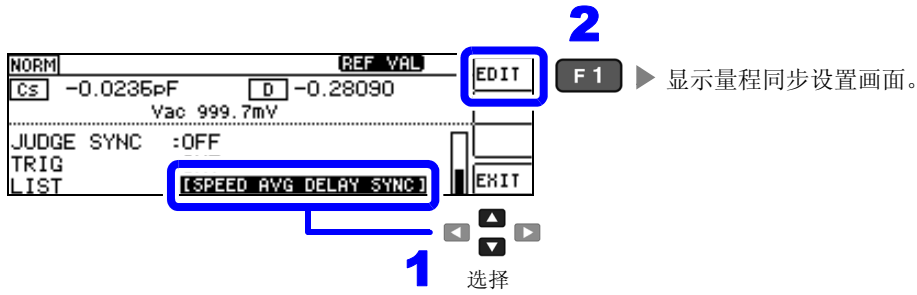 2
NORM REF VAL EDIT
F1 ▶ 显示量程同步设置画面。
Cs -0.0235pF D -0.28090
Vac 999.7mV
JUDGE SYNC :OFF
TRIG
LIST [SPEED AVG DELAY SYNC] EXIT
1
选择